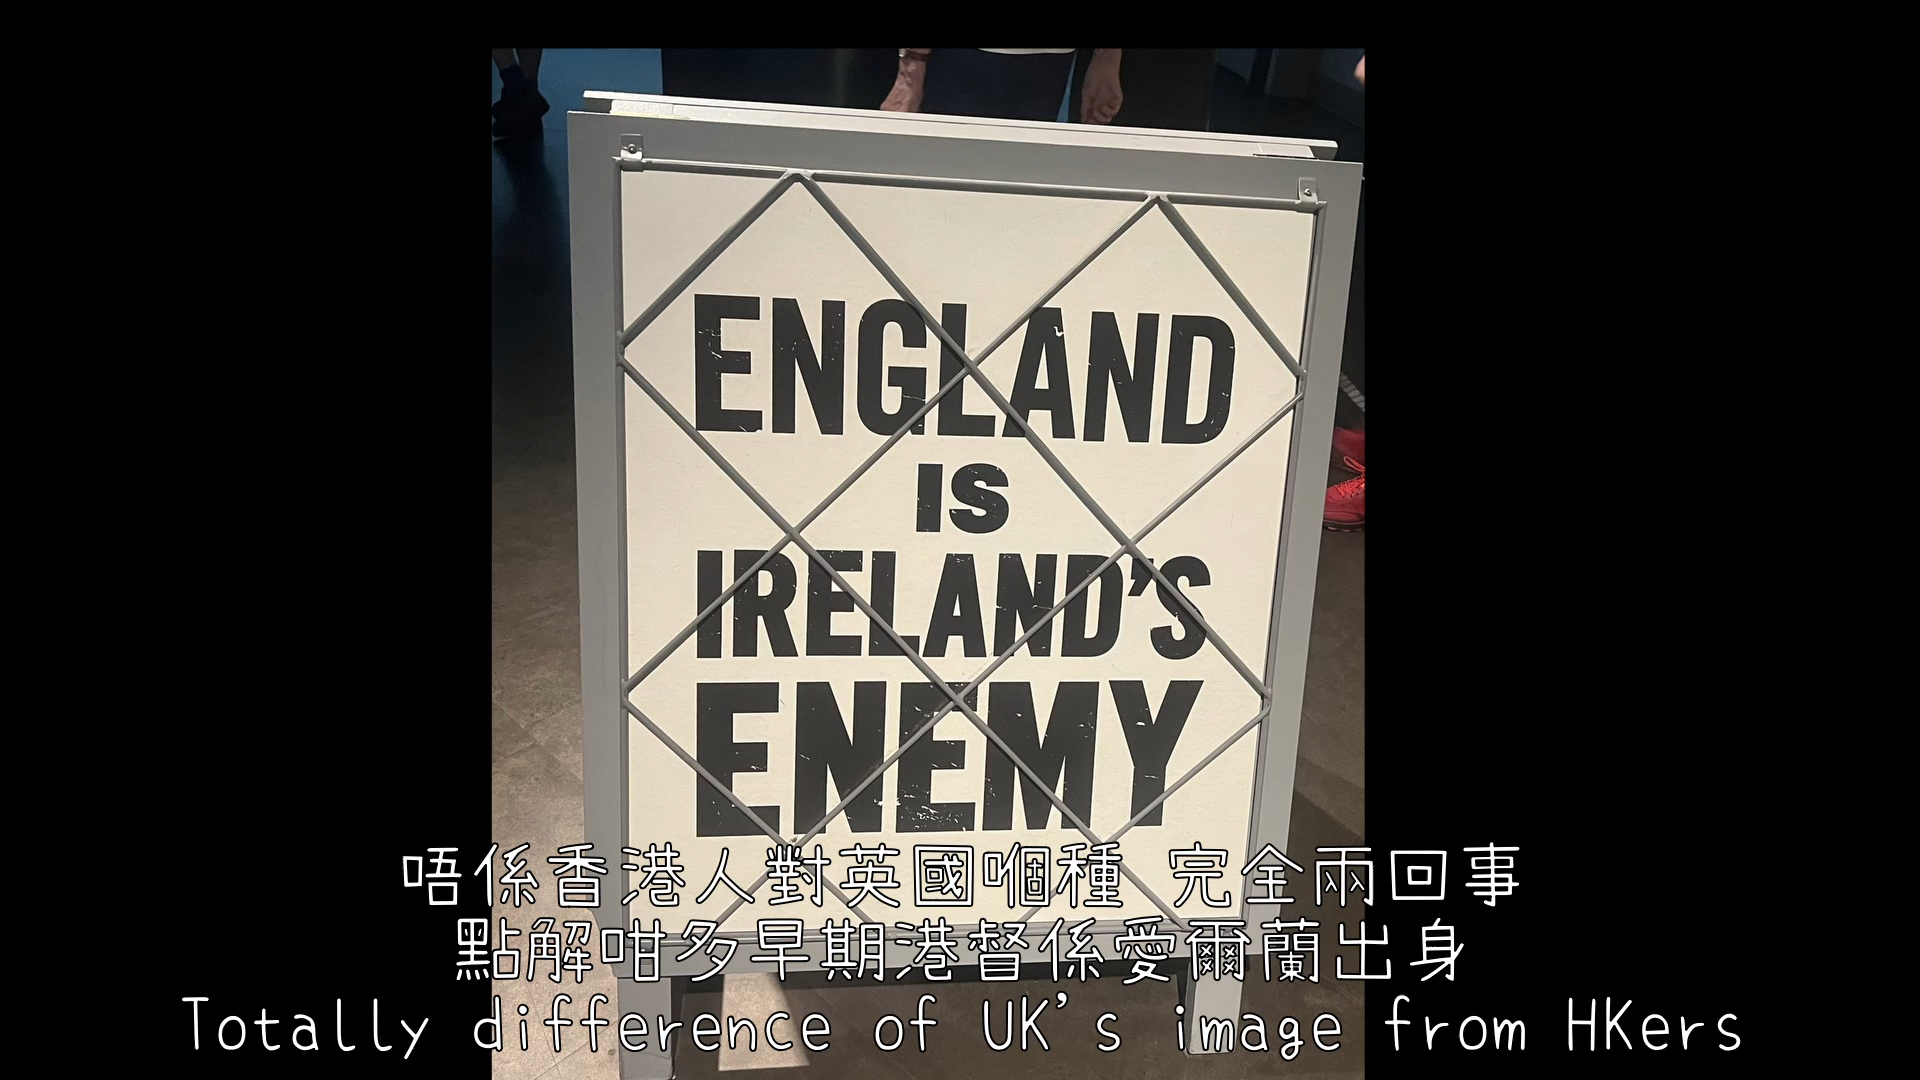 ENGLAND
IS
IRELAND'S
ENEMY
唔係香港人對英國嗰種 完全兩回事
點解咁多早期港督係愛爾蘭出身
Totally difference of UK's image from HKers